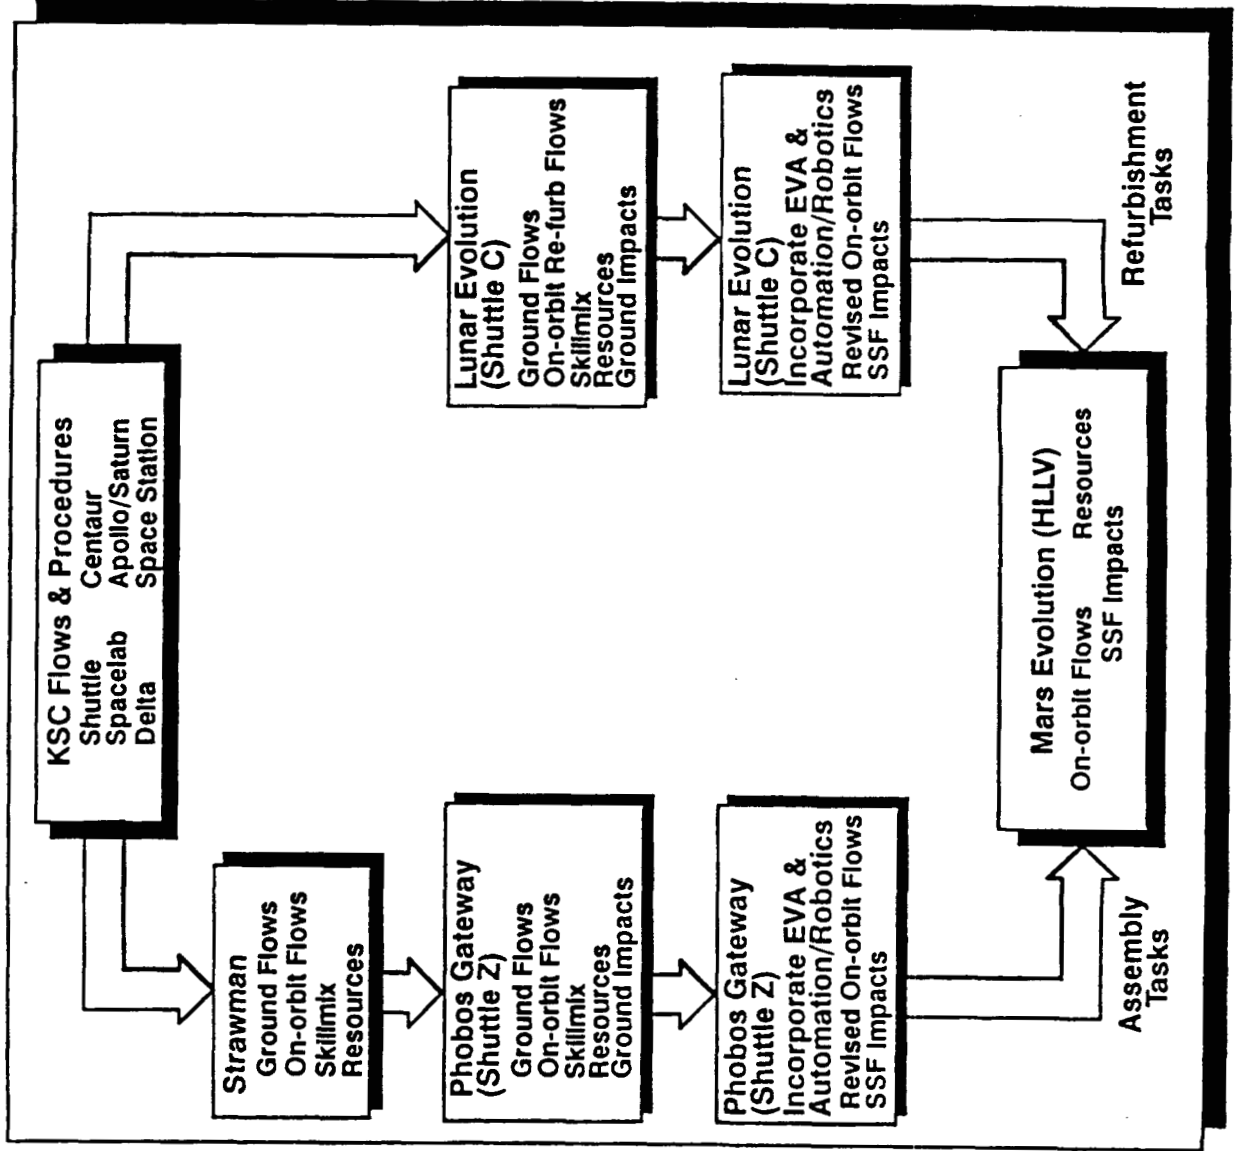 KSC Flows & Procedures
Shuttle Centaur
Spacelab Apollo/Saturn
Delta Space Station
Strawman
Ground Flows
On-orbit Flows
Skillmix
Resources
Phobos Gateway
(Shuttle Z)
Ground Flows
On-orbit Flows
Skillmix
Resources
Ground Impacts
Phobos Gateway
(Shuttle Z)
Incorporate EVA &
Automation/Robotics
Revised On-orbit Flows
SSF Impacts
Assembly
Tasks
Lunar Evolution
(Shuttle C)
Ground Flows
On-orbit Re-furb Flows
Skillmix
Resources
Ground Impacts
Lunar Evolution
(Shuttle C)
Incorporate EVA &
Automation/Robotics
Revised On-orbit Flows
SSF Impacts
Refurbishment
Tasks
Mars Evolution (HLLV)
On-orbit Flows Resources
SSF Impacts